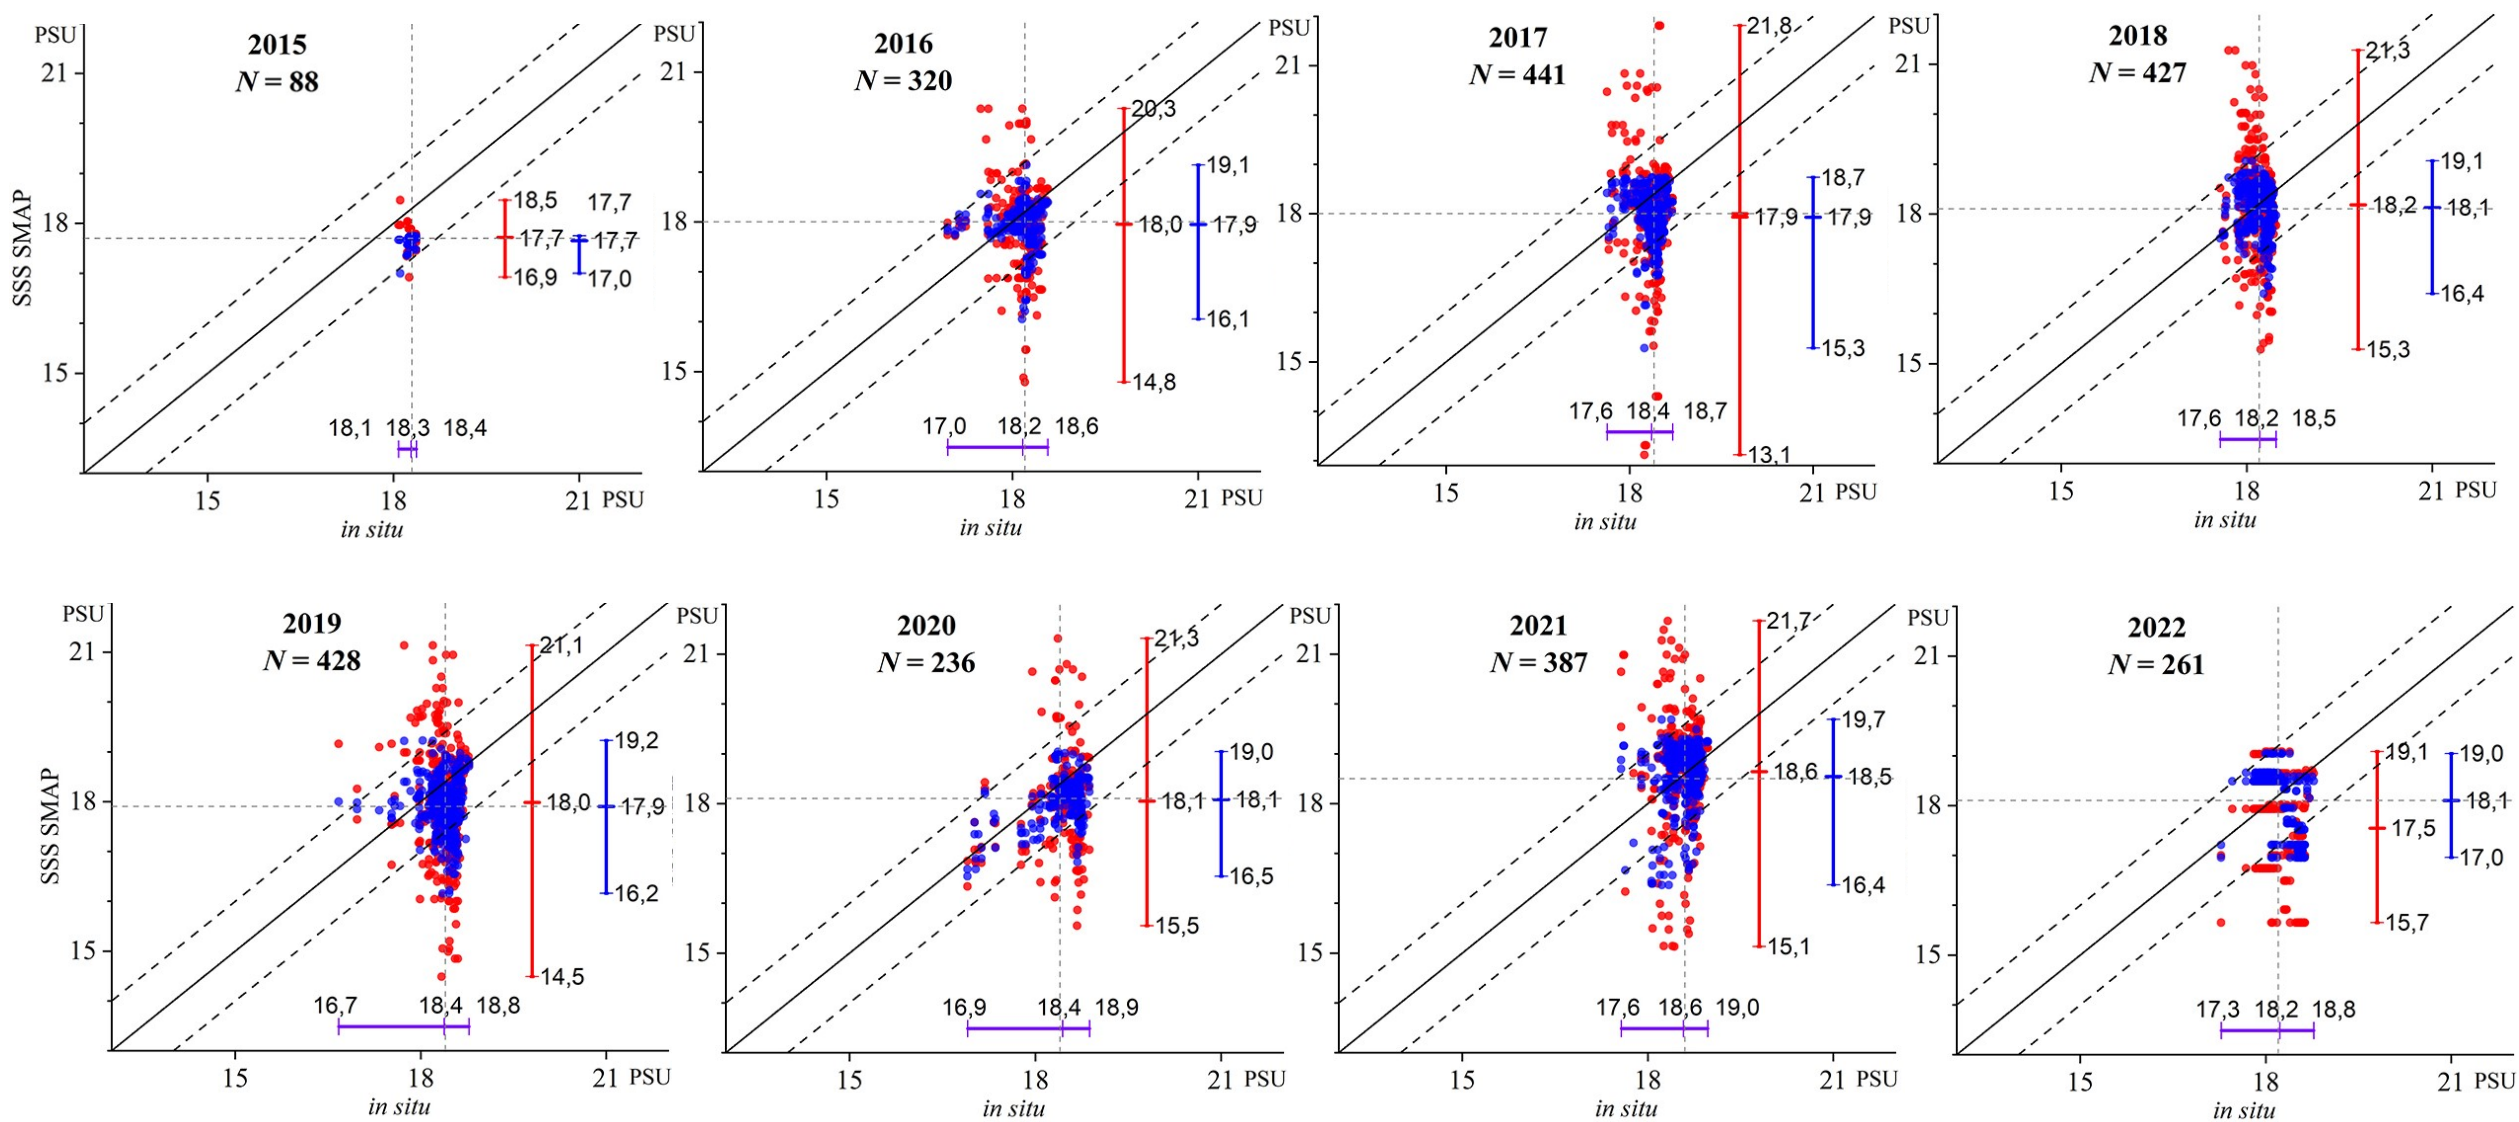 PSU
2015
N = 88
21
18
15
SSS SMAP
18,5
17,7
16,9
17,7
17,7
17,0
18,1 18,3 18,4
15 18 21 PSU
in situ
PSU
2016
N = 320
21
18
15
20,3
18,0
14,8
19,1
17,9
16,1
17,0 18,2 18,6
15 18 21 PSU
in situ
PSU
2017
N = 441
21
18
15
21,8
17,9
13,1
18,7
17,9
15,3
17,6 18,4 18,7
15 18 21 PSU
in situ
PSU
2018
N = 427
21
18
15
21,3
18,2
15,3
19,1
18,1
16,4
17,6 18,2 18,5
15 18 21 PSU
in situ
PSU
2019
N = 428
21
18
15
SSS SMAP
21,1
18,0
14,5
19,2
17,9
16,2
16,7 18,4 18,8
15 18 21 PSU
in situ
PSU
2020
N = 236
21
18
15
21,3
18,1
15,5
19,0
18,1
16,5
16,9 18,4 18,9
15 18 21 PSU
in situ
PSU
2021
N = 387
21
18
15
21,7
18,6
15,1
19,7
18,5
16,4
17,6 18,6 19,0
15 18 21 PSU
in situ
PSU
2022
N = 261
21
18
15
19,1
17,5
15,7
19,0
18,1
17,0
17,3 18,2 18,8
15 18 21 PSU
in situ